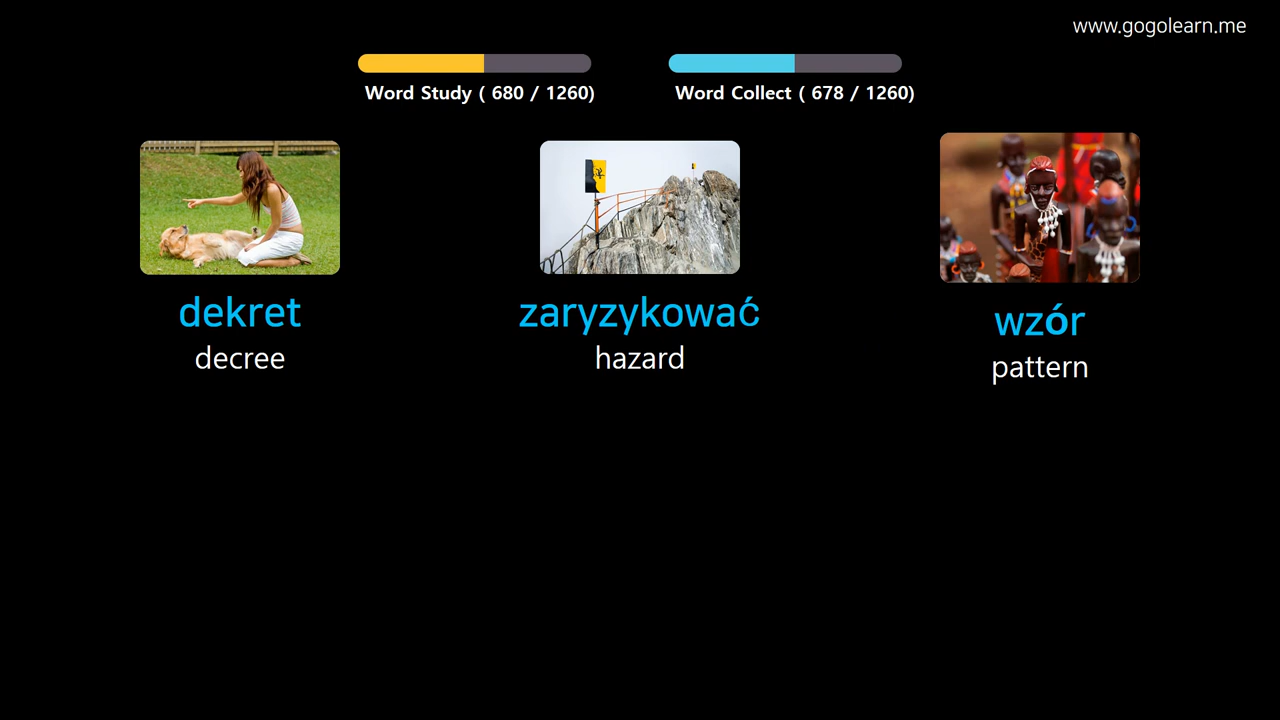 www.gogolearn.me
Word Study ( 680 / 1260)
Word Collect ( 678 / 1260)
dekret
decree
zaryzykować
hazard
wzór
pattern